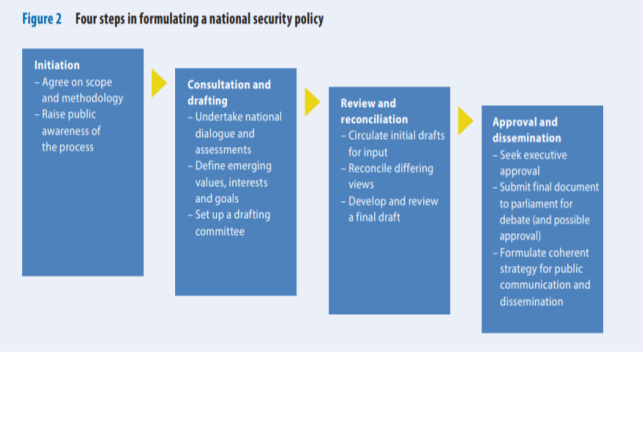 Figure 2 Four steps in formulating a national security policy
Initiation
– Agree on scope
and methodology
– Raise public
awareness of
the process
Consultation and
drafting
– Undertake national
dialogue and
assessments
– Define emerging
values, interests
and goals
– Set up a drafting
committee
Review and
reconciliation
– Circulate initial drafts
for input
– Reconcile differing
views
– Develop and review
a final draft
Approval and
dissemination
– Seek executive
approval
– Submit final document
to parliament for
debate (and possible
approval)
– Formulate coherent
strategy for public
communication and
dissemination